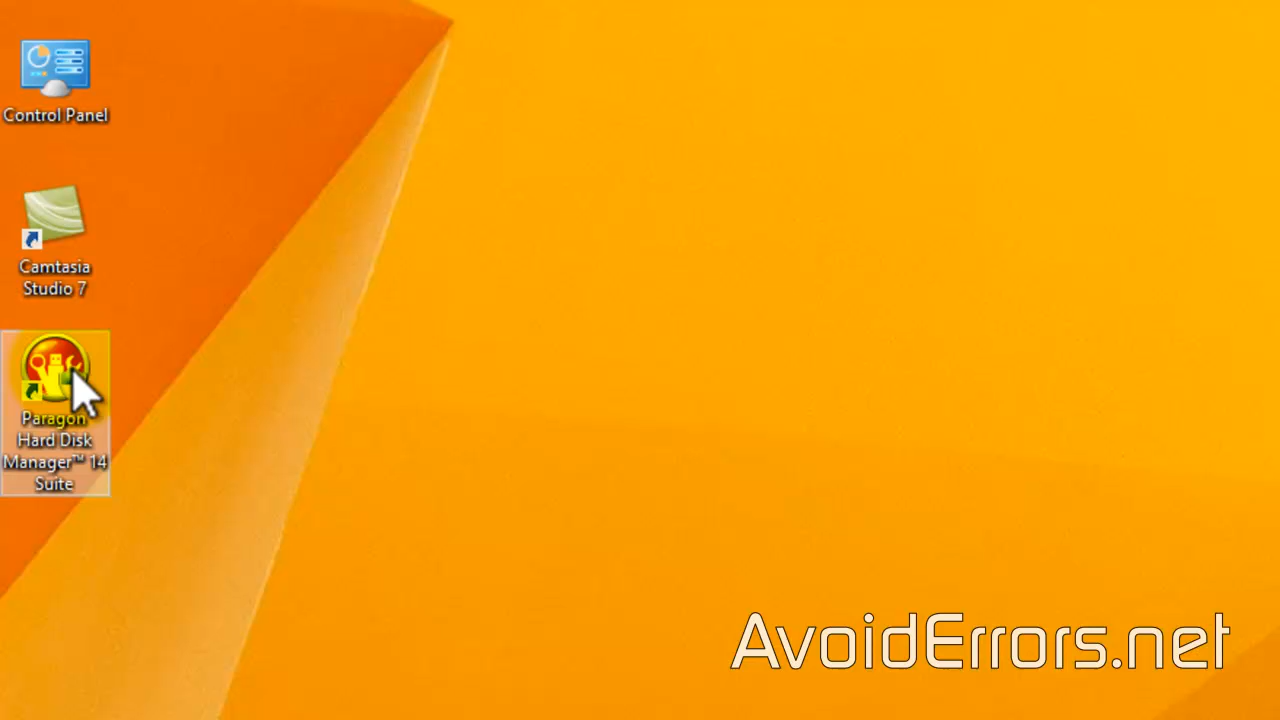 Control Panel
Camtasia
Studio 7
Paragon
Hard Disk
Manager™ 14
Suite
AvoidErrors.net